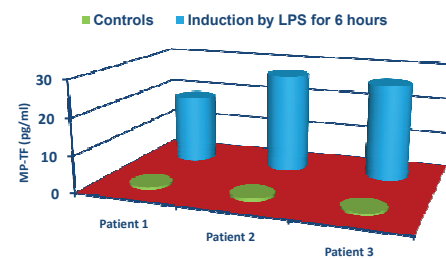 Controls Induction by LPS for 6 hours
30
20
10
0
MP-TF (pg/ml)
Patient 1
Patient 2
Patient 3